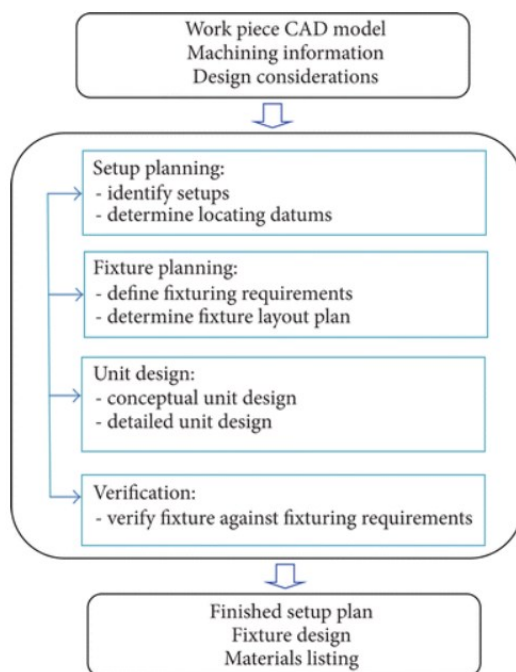 Work piece CAD model
Machining information
Design considerations
Setup planning:
- identify setups
- determine locating datums
Fixture planning:
- define fixturing requirements
- determine fixture layout plan
Unit design:
- conceptual unit design
- detailed unit design
Verification:
- verify fixture against fixturing requirements
Finished setup plan
Fixture design
Materials listing